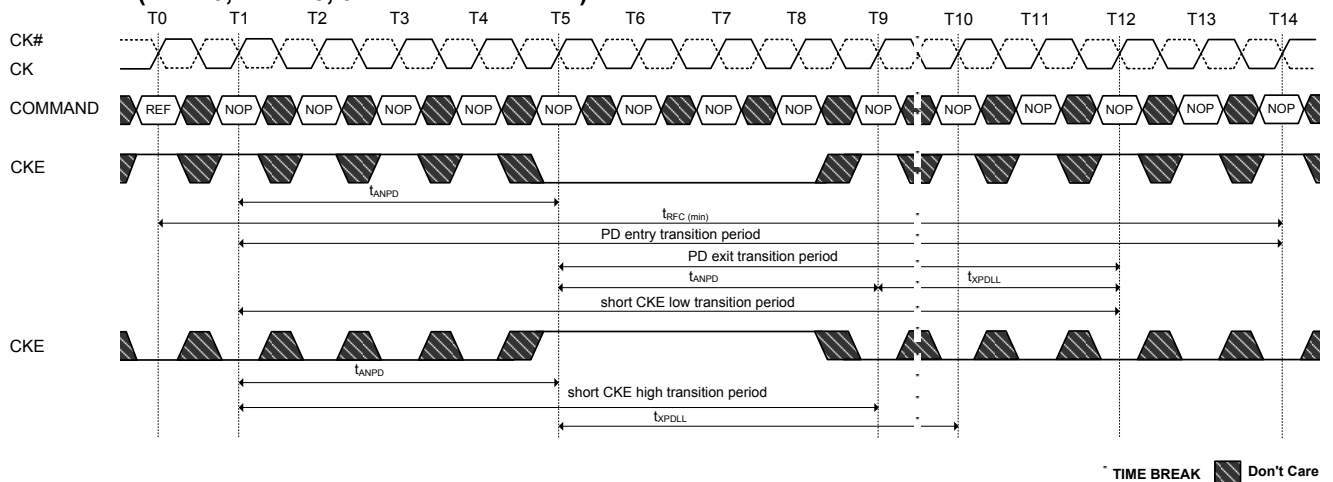 T0 T1 T2 T3 T4 T5 T6 T7 T8 T9 T10 T11 T12 T13 T14
CK#
CK
COMMAND REF NOP NOP NOP NOP NOP NOP NOP NOP NOP NOP NOP NOP NOP NOP
CKE
tANPD
tRFC (min)
PD entry transition period
PD exit transition period
tANPD tXPDLL
short CKE low transition period
CKE
tANPD
short CKE high transition period
tXPDLL
TIME BREAK Don't Care